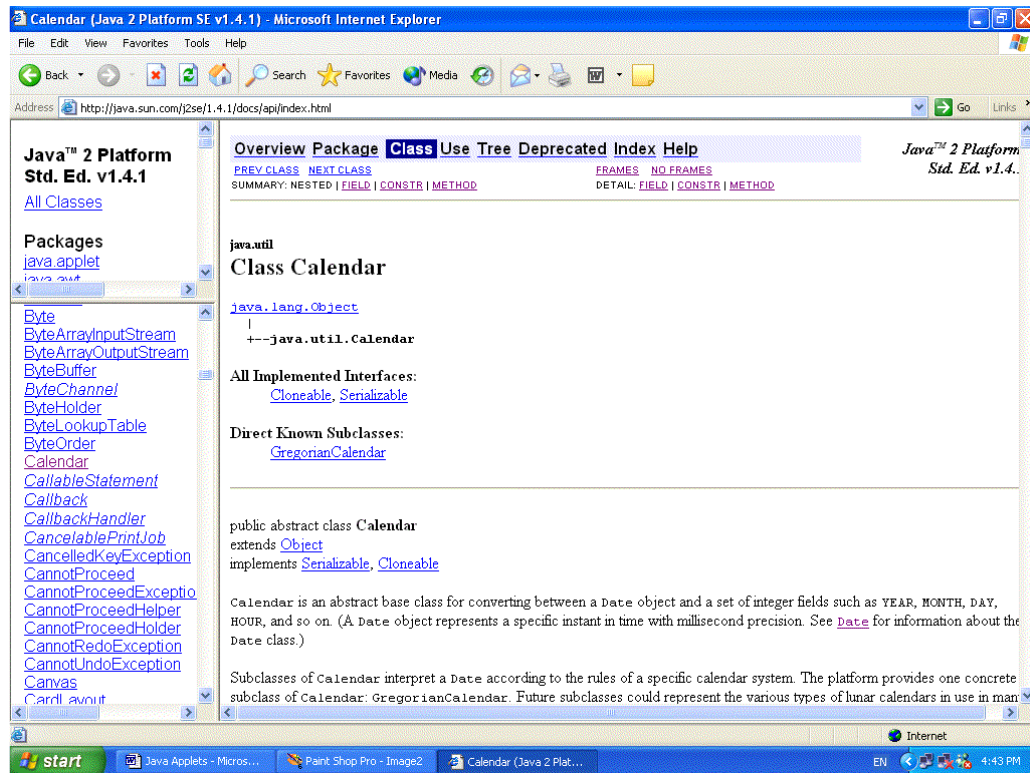 Calendar (Java 2 Platform SE v1.4.1) - Microsoft Internet Explorer
File Edit View Favorites Tools Help
Back Search Favorites Media
Address http://java.sun.com/j2se/1.4.1/docs/api/index.html Go Links
Java™ 2 Platform
Std. Ed. v1.4.1
All Classes
Packages
java.applet
java.awt
Byte
ByteArrayInputStream
ByteArrayOutputStream
ByteBuffer
ByteChannel
ByteHolder
ByteLookupTable
ByteOrder
Calendar
CallableStatement
Callback
CallbackHandler
CancelablePrintJob
CancelledKeyException
CannotProceed
CannotProceedExceptio
CannotProceedHelper
CannotProceedHolder
CannotRedoException
CannotUndoException
Canvas
CardLayout
Overview Package Class Use Tree Deprecated Index Help
PREV CLASS NEXT CLASS FRAMES NO FRAMES
SUMMARY: NESTED | FIELD | CONSTR | METHOD DETAIL: FIELD | CONSTR | METHOD
Java™ 2 Platform
Std. Ed. v1.4.
java.util
Class Calendar
java.lang.Object
|
+--java.util.Calendar
All Implemented Interfaces:
Cloneable, Serializable
Direct Known Subclasses:
GregorianCalendar
public abstract class Calendar
extends Object
implements Serializable, Cloneable
Calendar is an abstract base class for converting between a Date object and a set of integer fields such as YEAR, MONTH, DAY,
HOUR, and so on. (A Date object represents a specific instant in time with millisecond precision. See Date for information about the
Date class.)
Subclasses of Calendar interpret a Date according to the rules of a specific calendar system. The platform provides one concrete
subclass of Calendar: GregorianCalendar. Future subclasses could represent the various types of lunar calendars in use in man
Internet
start Java Applets - Micros... Paint Shop Pro - Image2 Calendar (Java 2 Plat... EN 4:43 PM